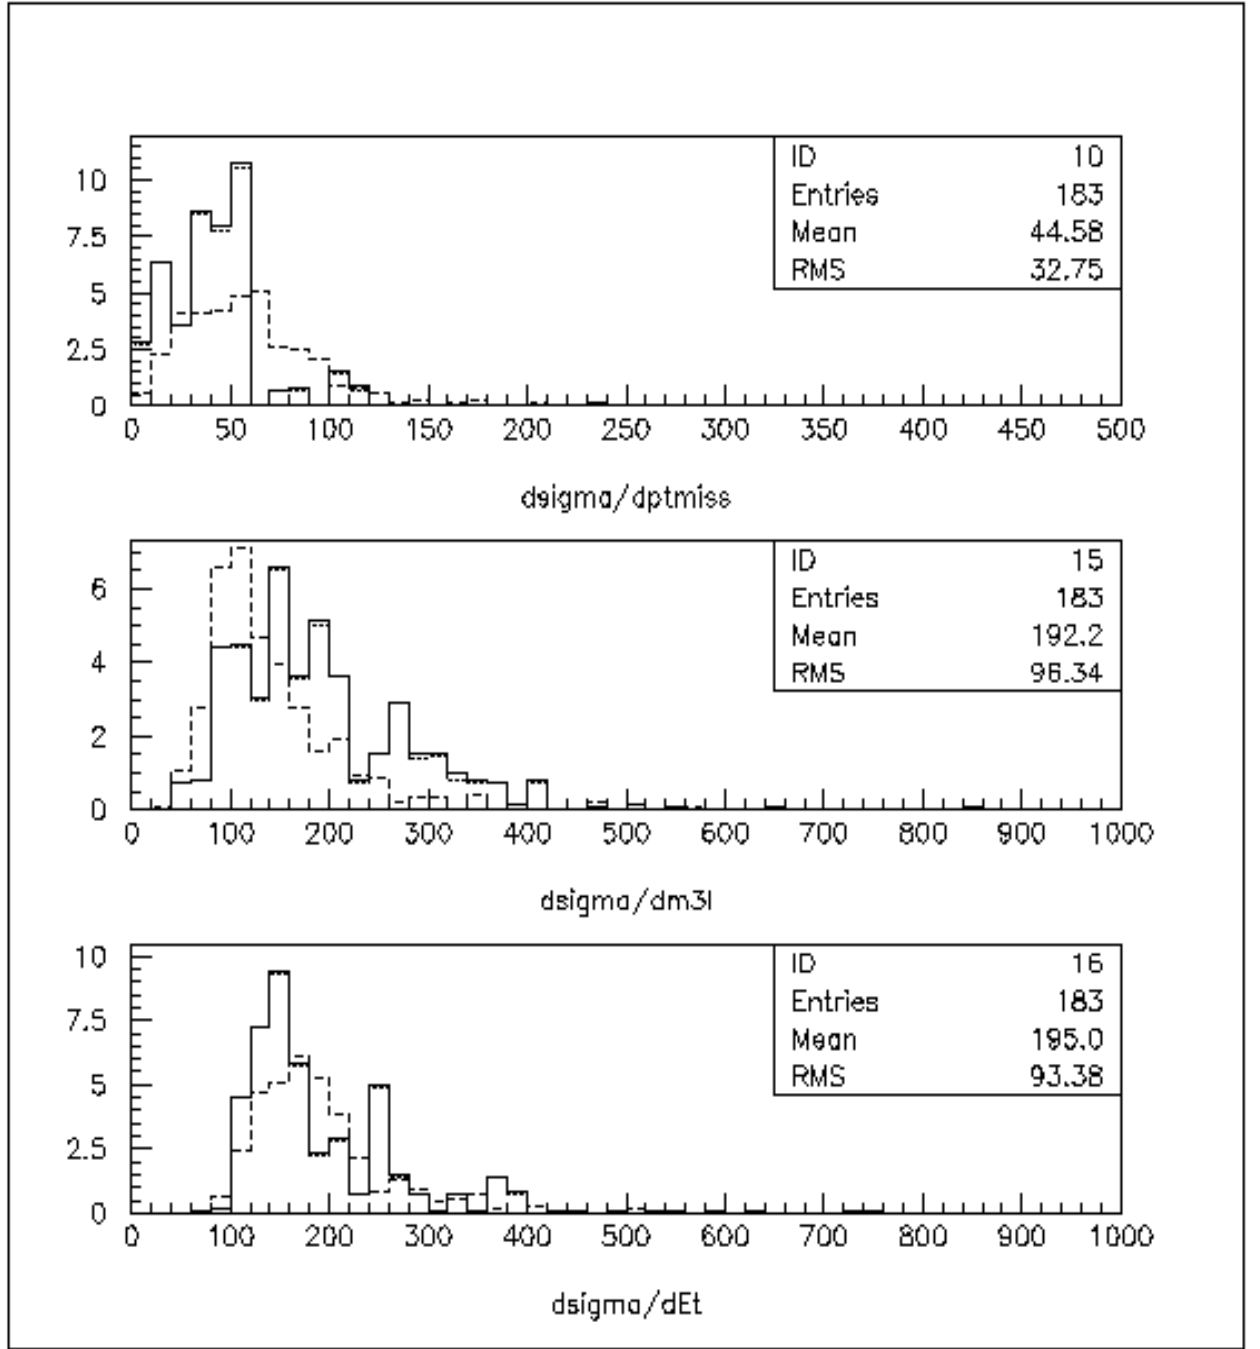 ID 10
Entries 183
Mean 44.58
RMS 32.75
10
7.5
5
2.5
0
0 50 100 150 200 250 300 350 400 450 500
dsigma/dptmiss
ID 15
Entries 183
Mean 192.2
RMS 96.34
6
4
2
0
0 100 200 300 400 500 600 700 800 900 1000
dsigma/dm3l
ID 16
Entries 183
Mean 195.0
RMS 93.38
10
7.5
5
2.5
0
0 100 200 300 400 500 600 700 800 900 1000
dsigma/dEt